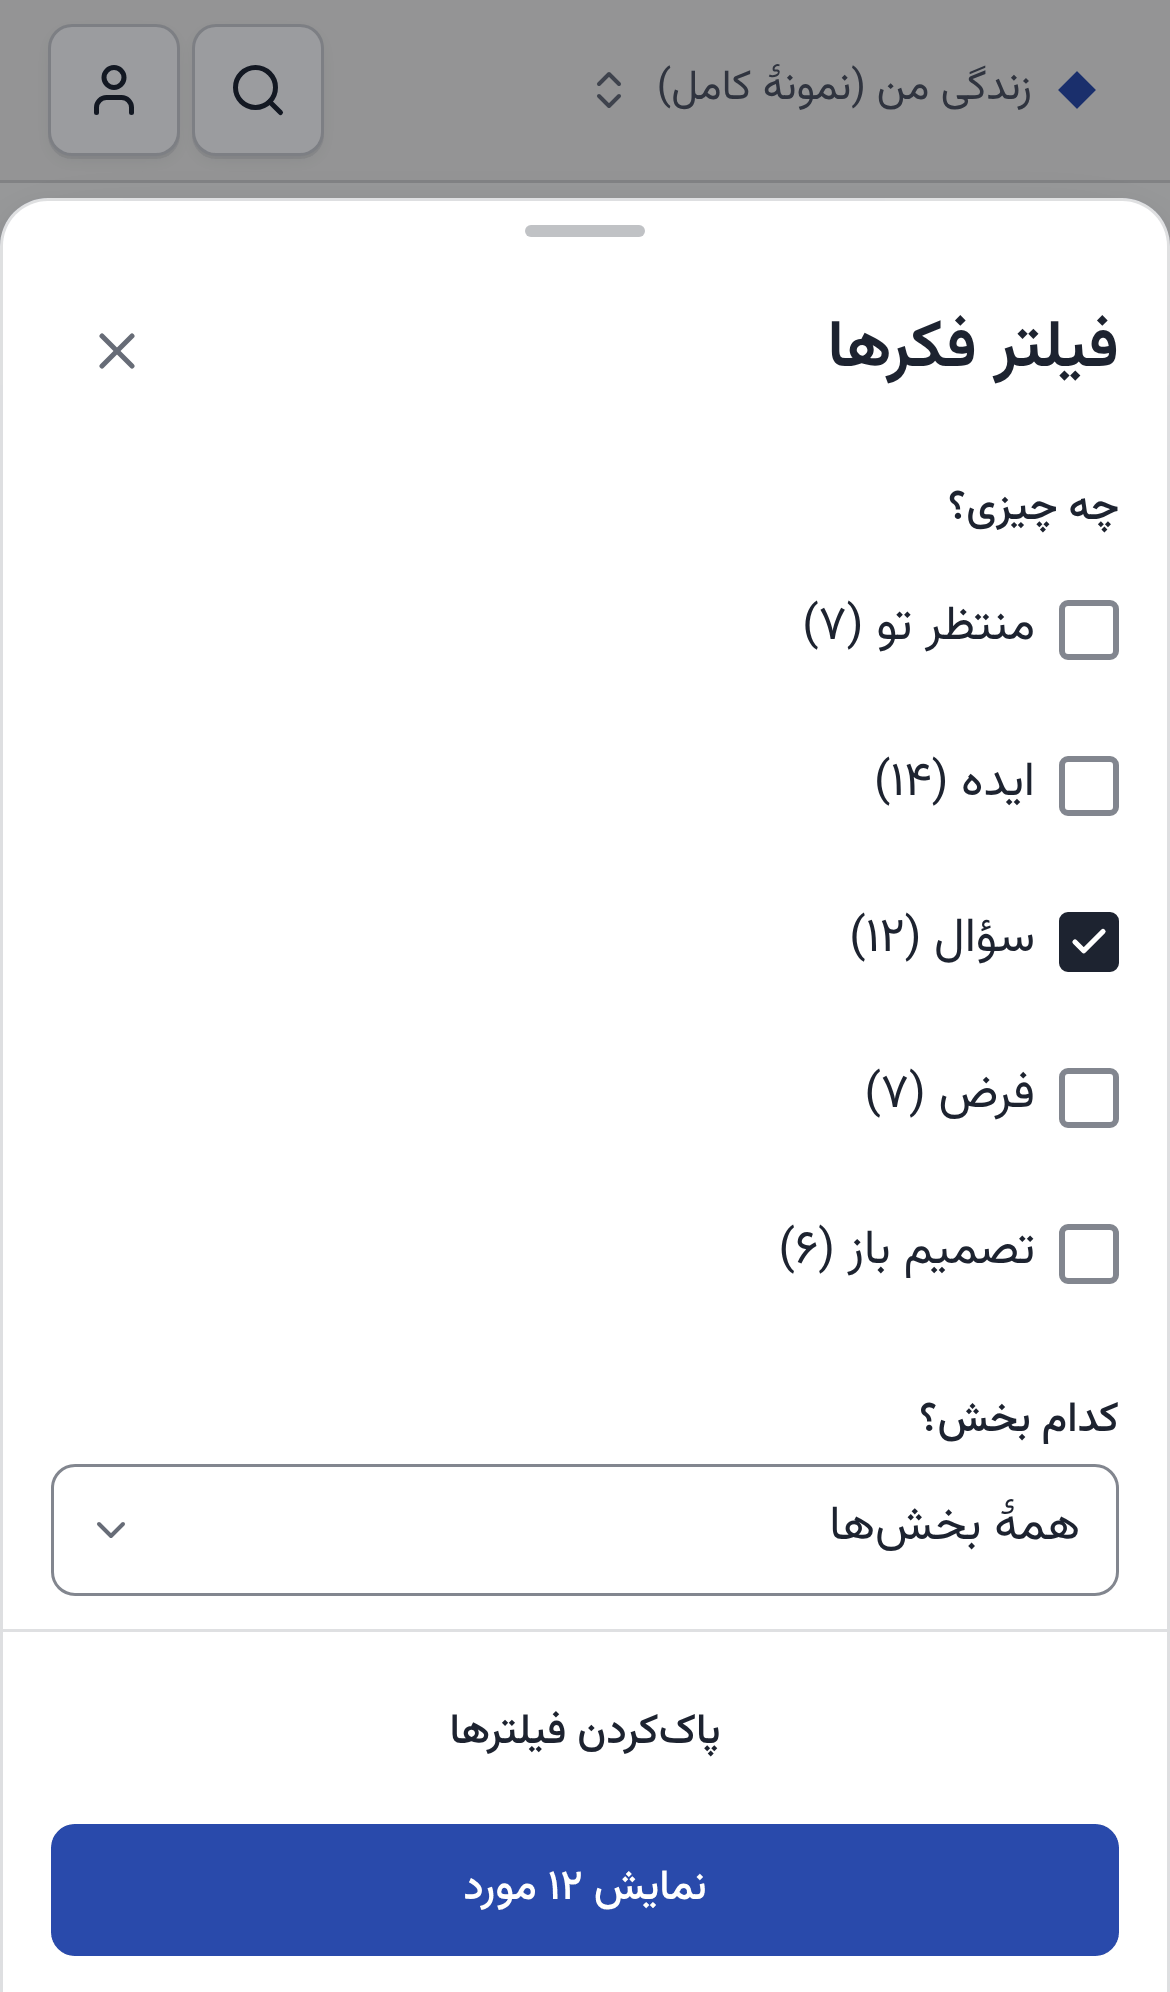 زندگی من (نمونهٔ کامل)
فیلتر فکرها
چه چیزی؟
منتظر تو (۷)
ایده (۱۴)
سؤال (۱۲)
فرض (۷)
تصمیم باز (۶)
کدام بخش؟
همهٔ بخش‌ها
پاک‌کردن فیلترها
نمایش ۱۲ مورد